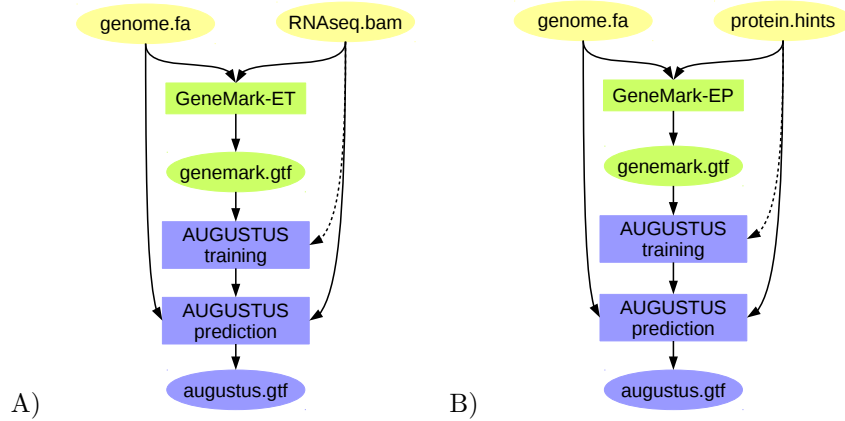 genome.fa
RNAseq.bam
GeneMark-ET
genemark.gtf
AUGUSTUS
training
AUGUSTUS
prediction
augustus.gtf
A)
genome.fa
protein.hints
GeneMark-EP
genemark.gtf
AUGUSTUS
training
AUGUSTUS
prediction
augustus.gtf
B)